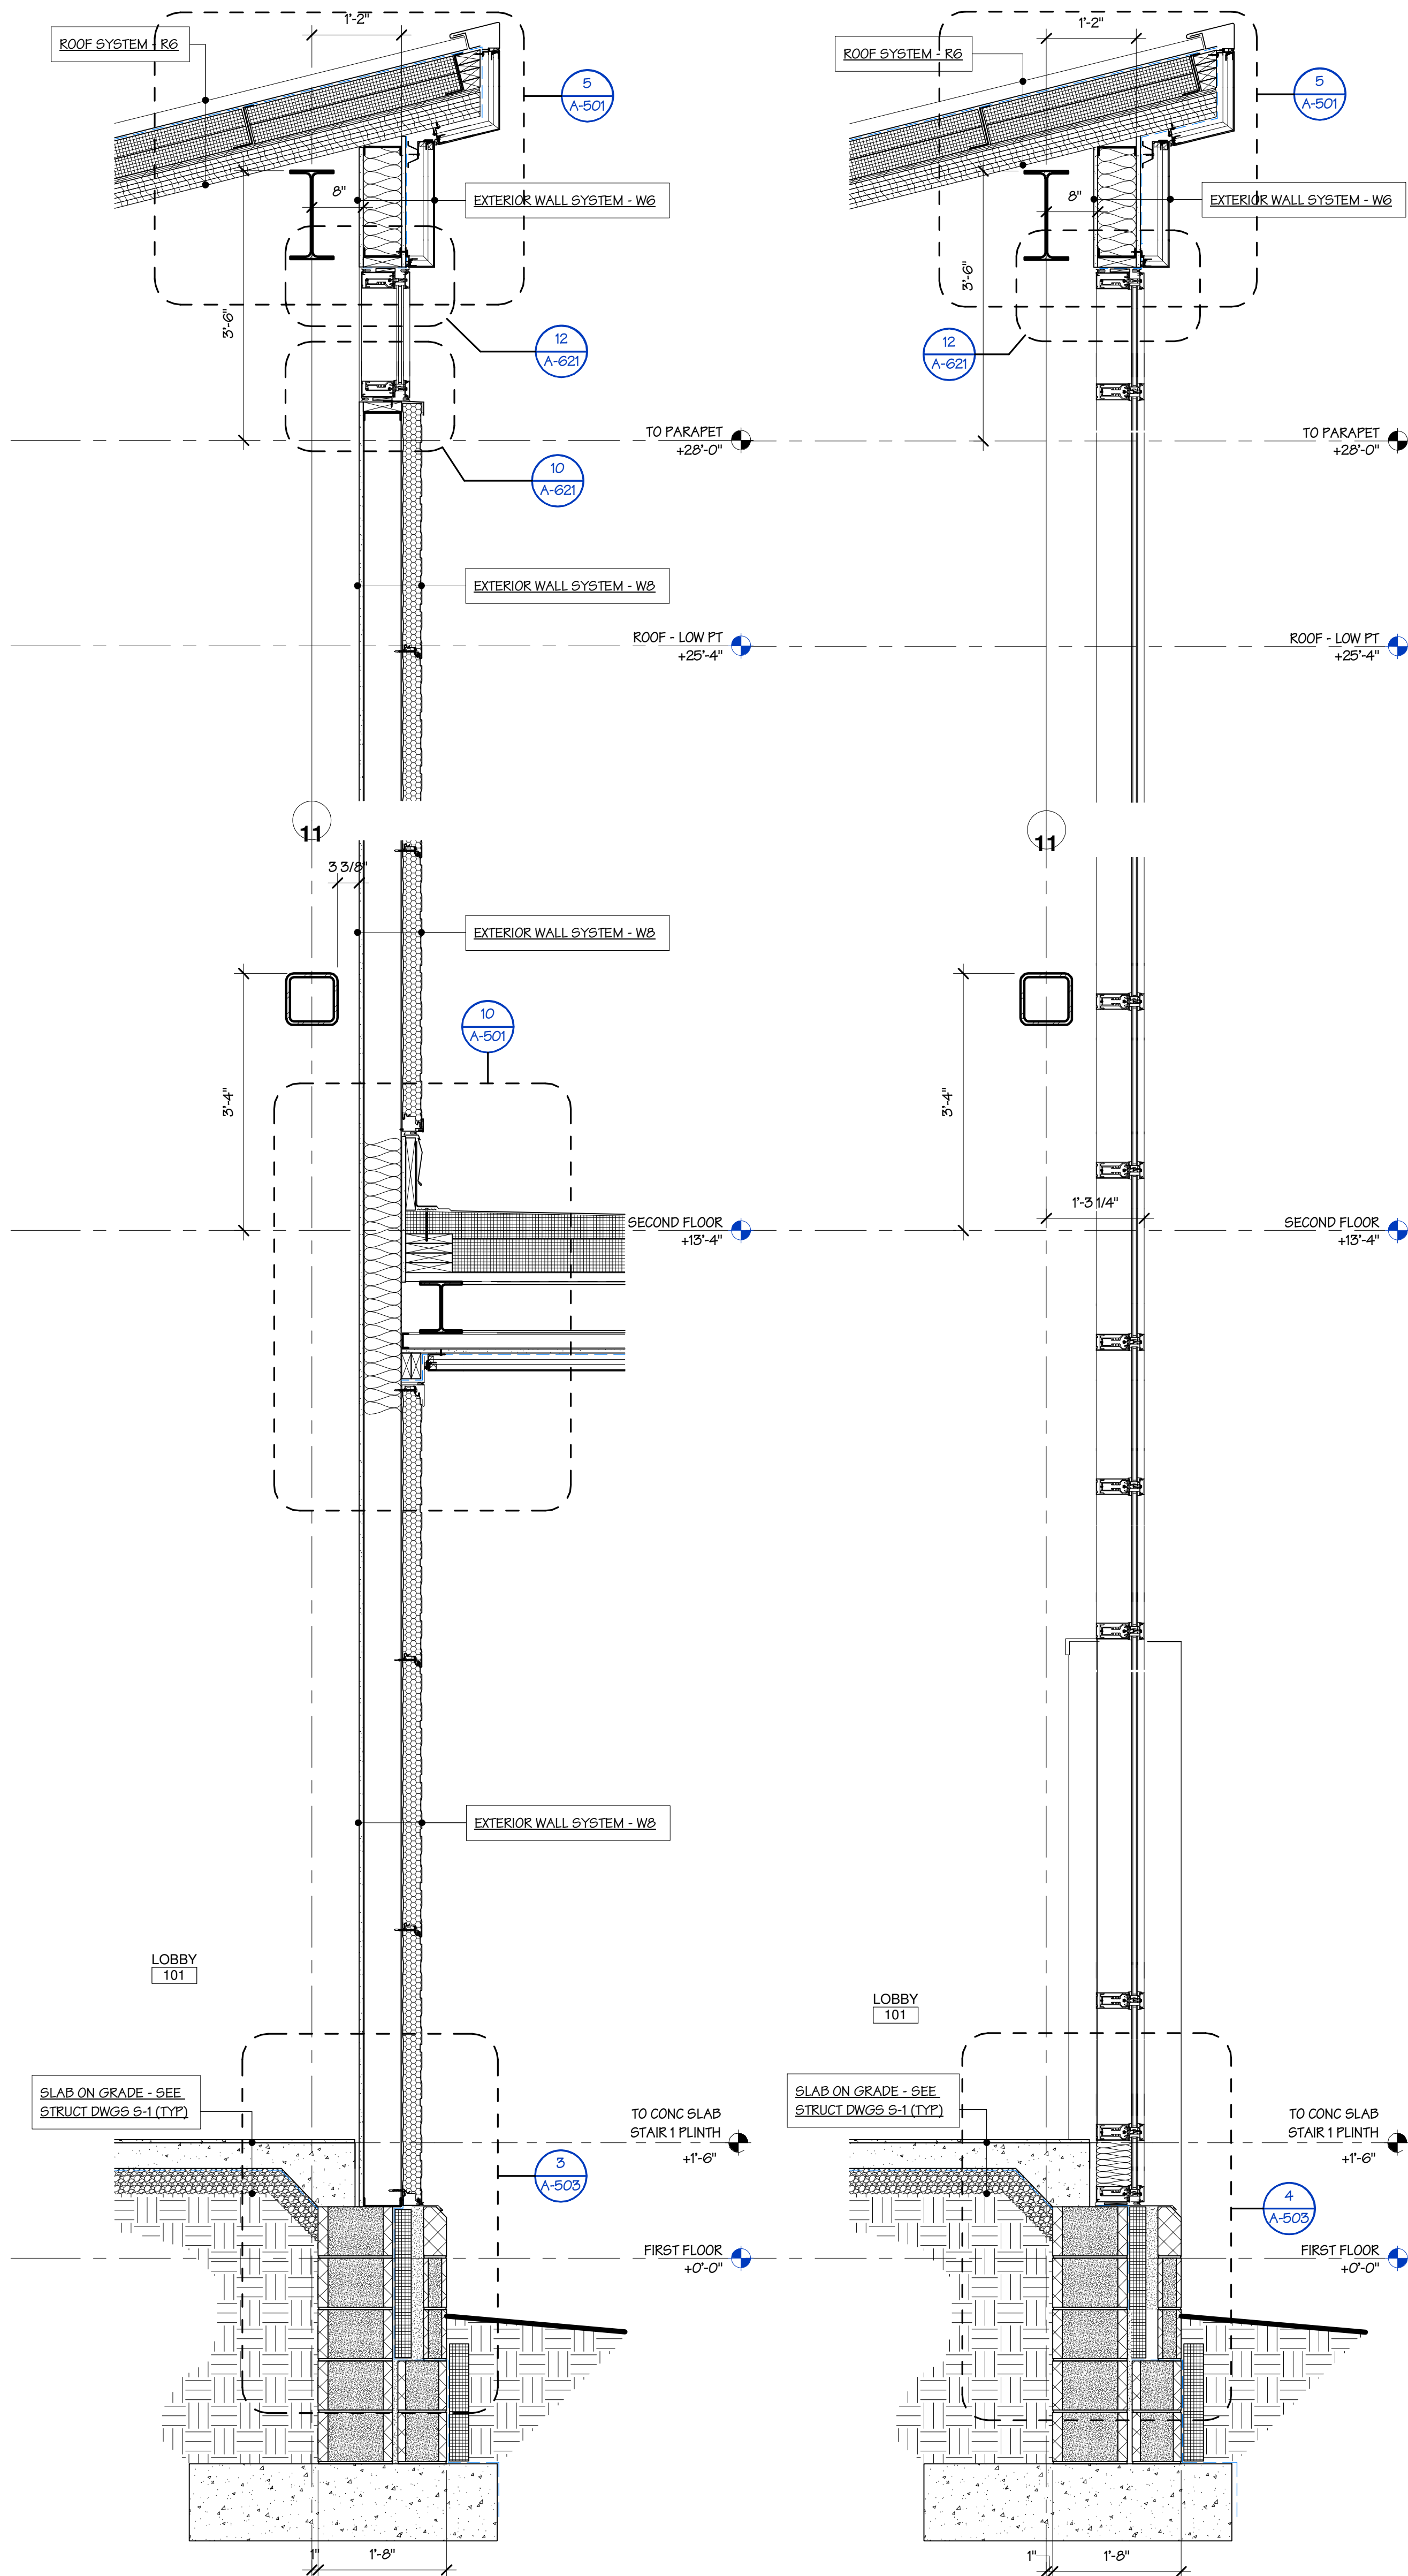 1'-2"
ROOF SYSTEM - R6
5
A-501
8"
EXTERIOR WALL SYSTEM - W6
3'-6"
12
A-621
TO PARAPET
+28'-0"
10
A-621
EXTERIOR WALL SYSTEM - W8
ROOF - LOW PT
+25'-4"
11
3 3/8"
EXTERIOR WALL SYSTEM - W8
10
A-501
3'-4"
SECOND FLOOR
+13'-4"
EXTERIOR WALL SYSTEM - W8
LOBBY
101
SLAB ON GRADE - SEE
STRUCT DWGS S-1 (TYP)
TO CONC SLAB
STAIR 1 PLINTH
+1'-6"
3
A-503
FIRST FLOOR
+0'-0"
1"
1'-8"
1'-2"
ROOF SYSTEM - R6
5
A-501
8"
EXTERIOR WALL SYSTEM - W6
3'-6"
12
A-621
TO PARAPET
+28'-0"
ROOF - LOW PT
+25'-4"
11
3'-4"
1'-3 1/4"
SECOND FLOOR
+13'-4"
LOBBY
101
SLAB ON GRADE - SEE
STRUCT DWGS S-1 (TYP)
TO CONC SLAB
STAIR 1 PLINTH
+1'-6"
4
A-503
FIRST FLOOR
+0'-0"
1"
1'-8"